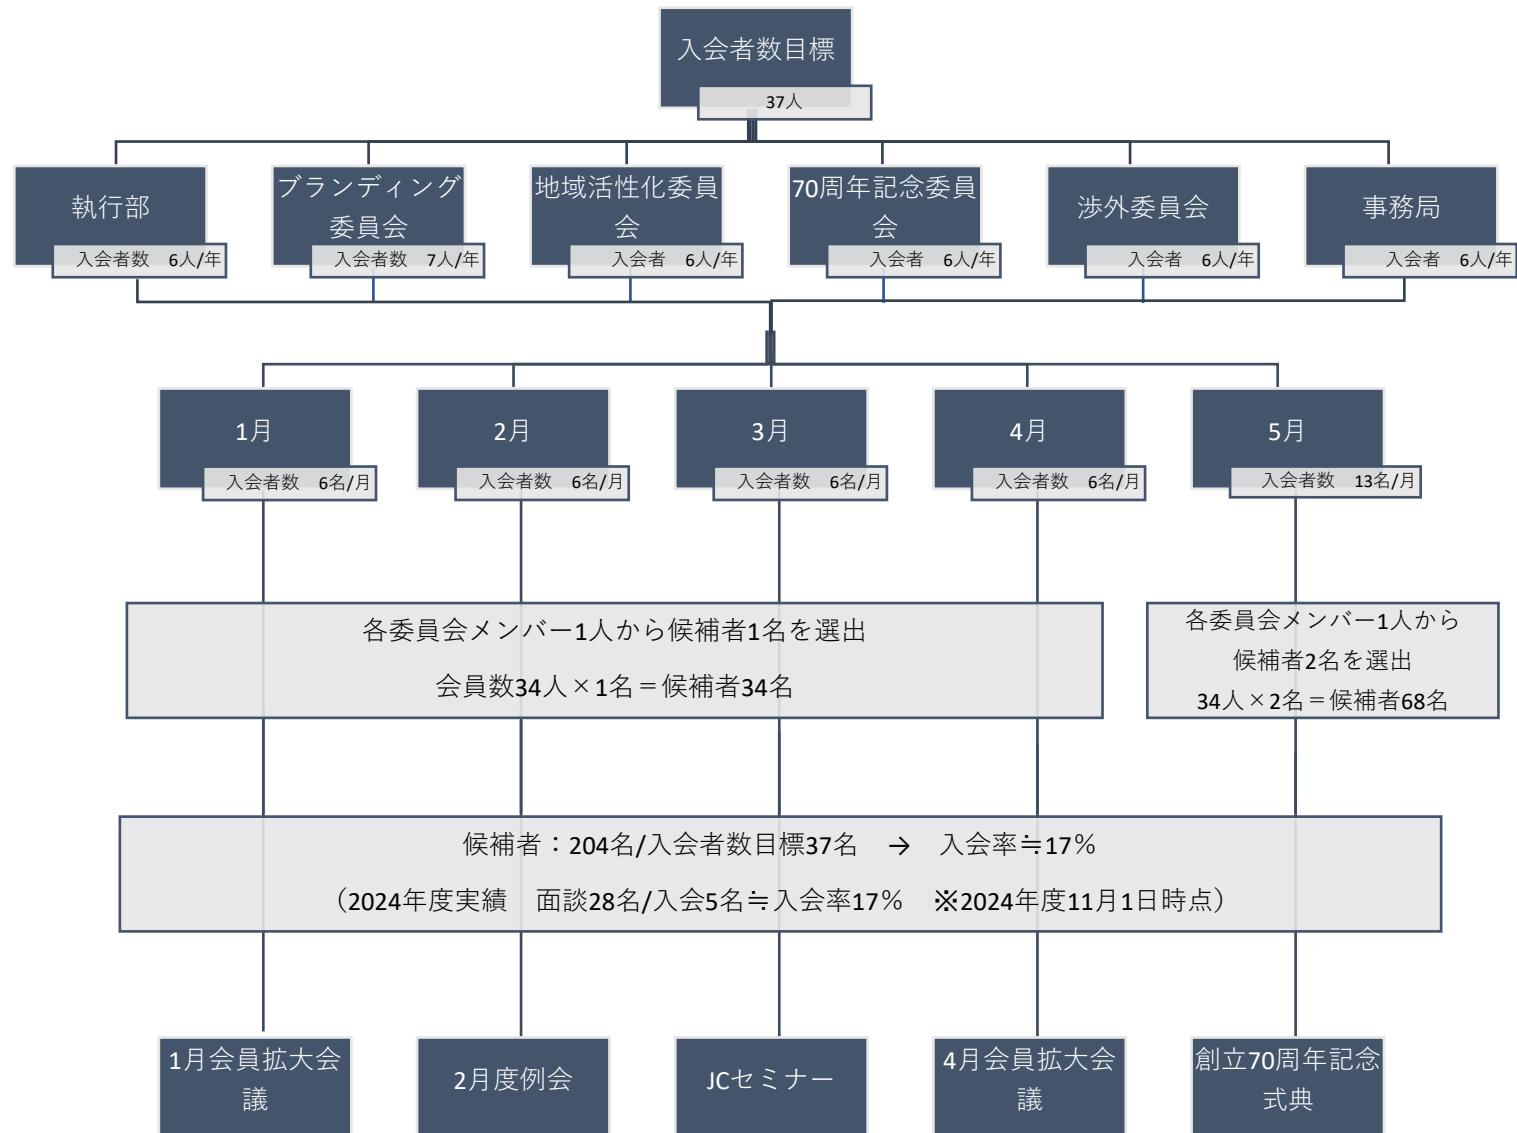 入会者数目標
37人
執行部
入会者数　6人/年
ブランディング
委員会
入会者数　7人/年
地域活性化委員
会
入会者　6人/年
70周年記念委員
会
入会者　6人/年
渉外委員会
入会者　6人/年
事務局
入会者　6人/年
1月
入会者数　6名/月
2月
入会者数　6名/月
3月
入会者数　6名/月
4月
入会者数　6名/月
5月
入会者数　13名/月
各委員会メンバー1人から候補者1名を選出
会員数34人×1名＝候補者34名
各委員会メンバー1人から
候補者2名を選出
34人×2名＝候補者68名
候補者：204名/入会者数目標37名　→　入会率≒17％
（2024年度実績　面談28名/入会5名≒入会率17％　※2024年度11月1日時点）
1月会員拡大会
議
2月度例会
JCセミナー
4月会員拡大会
議
創立70周年記念
式典